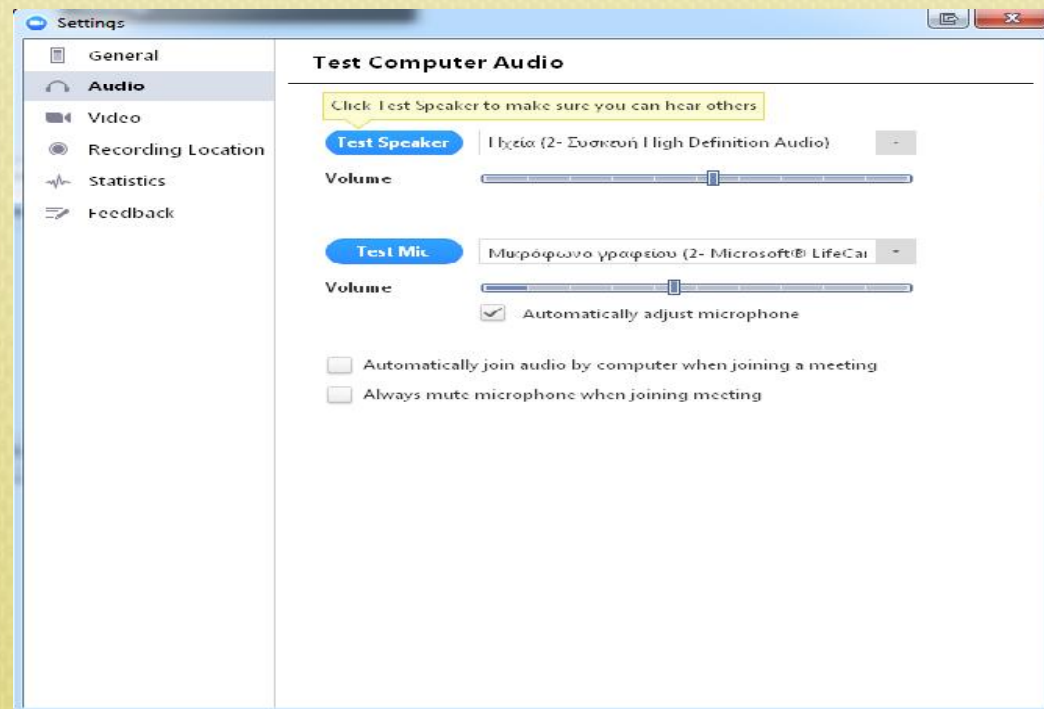 Settings
General
Audio
Video
Recording Location
Statistics
Feedback
Test Computer Audio
Click Test Speaker to make sure you can hear others
Test Speaker
Ηχεία (2- Συσκευή High Definition Audio)
Volume
Test Mic
Μικρόφωνο γραφείου (2- Microsoft® LifeCa
Volume
Automatically adjust microphone
Automatically join audio by computer when joining a meeting
Always mute microphone when joining meeting